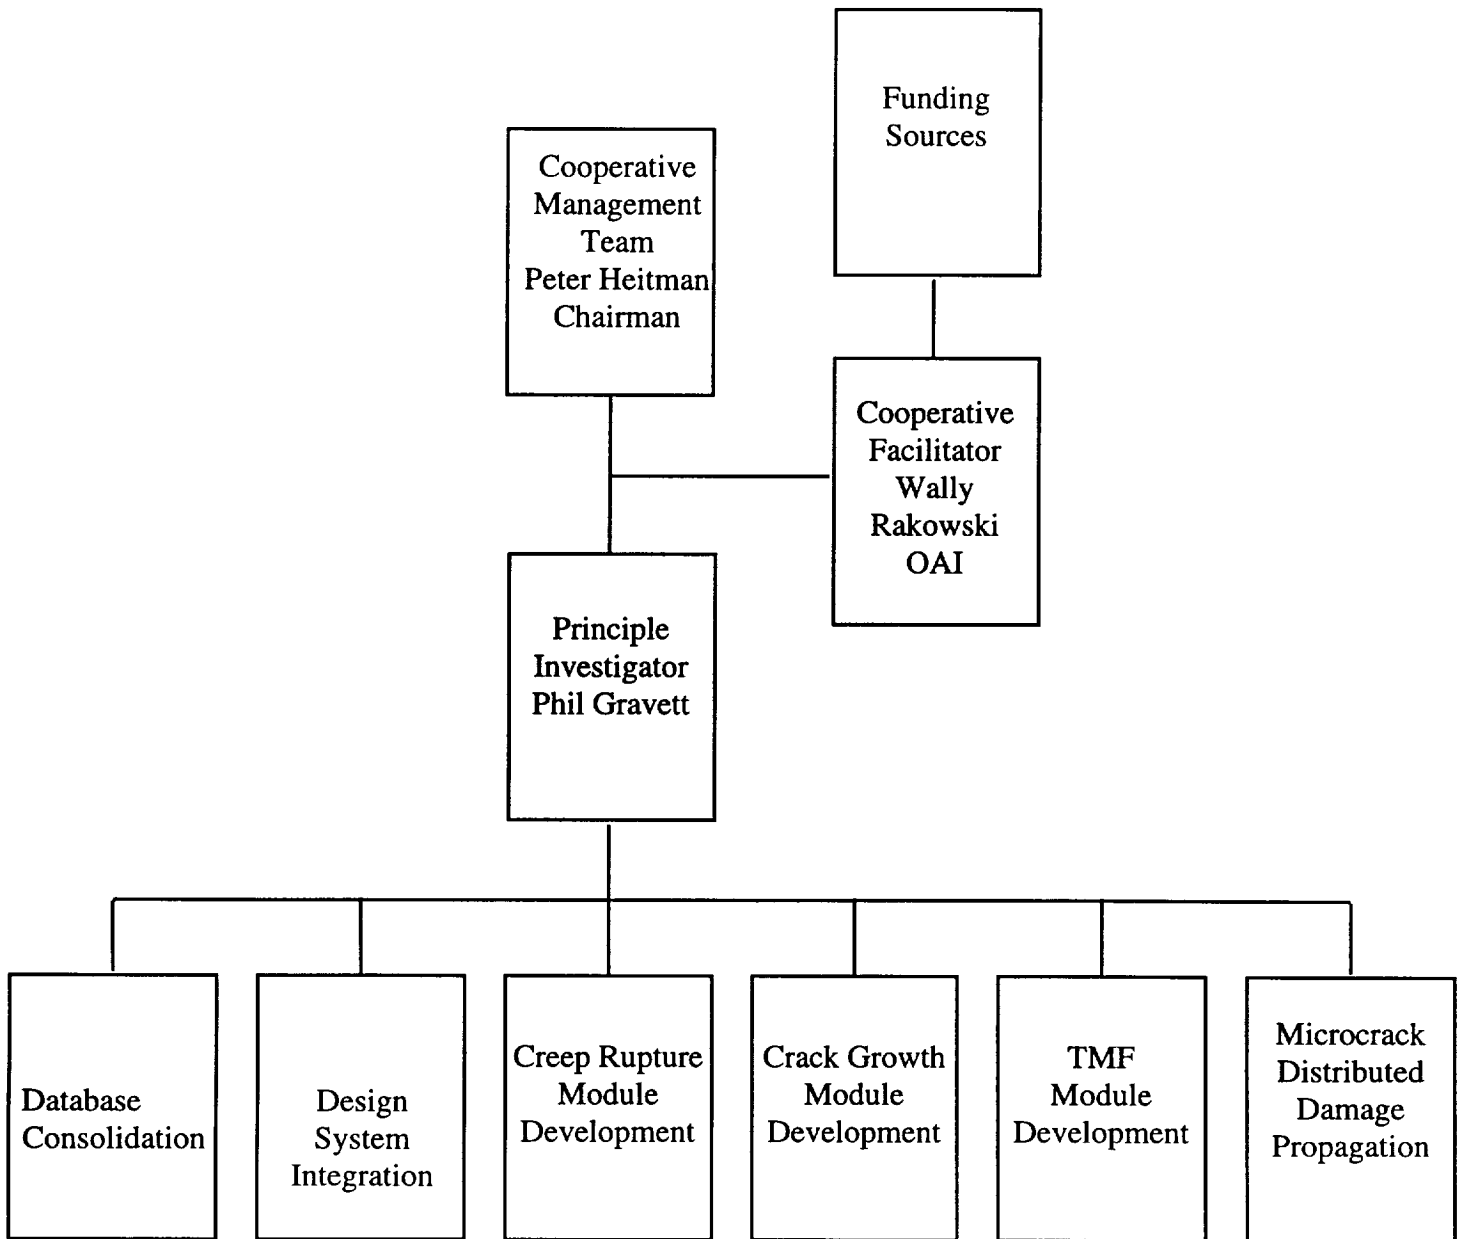 Funding
Sources
Cooperative
Management
Team
Peter Heitman
Chairman
Cooperative
Facilitator
Wally
Rakowski
OAI
Principle
Investigator
Phil Gravett
Database
Consolidation
Design
System
Integration
Creep Rupture
Module
Development
Crack Growth
Module
Development
TMF
Module
Development
Microcrack
Distributed
Damage
Propagation